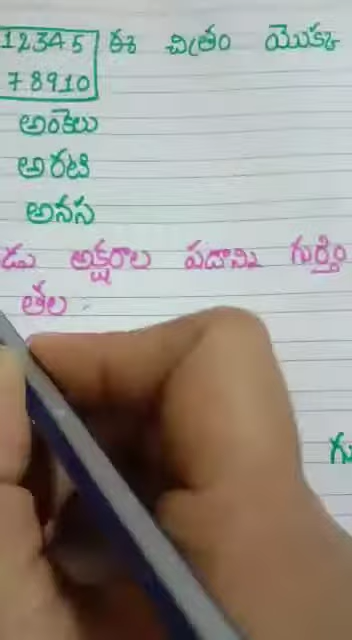 12345 ఈ చిత్రం యొక్క
78910
అంకెలు
అరటి
అనస
డు అక్షరాల పదాన్ని గుర్తిం
తల
గు